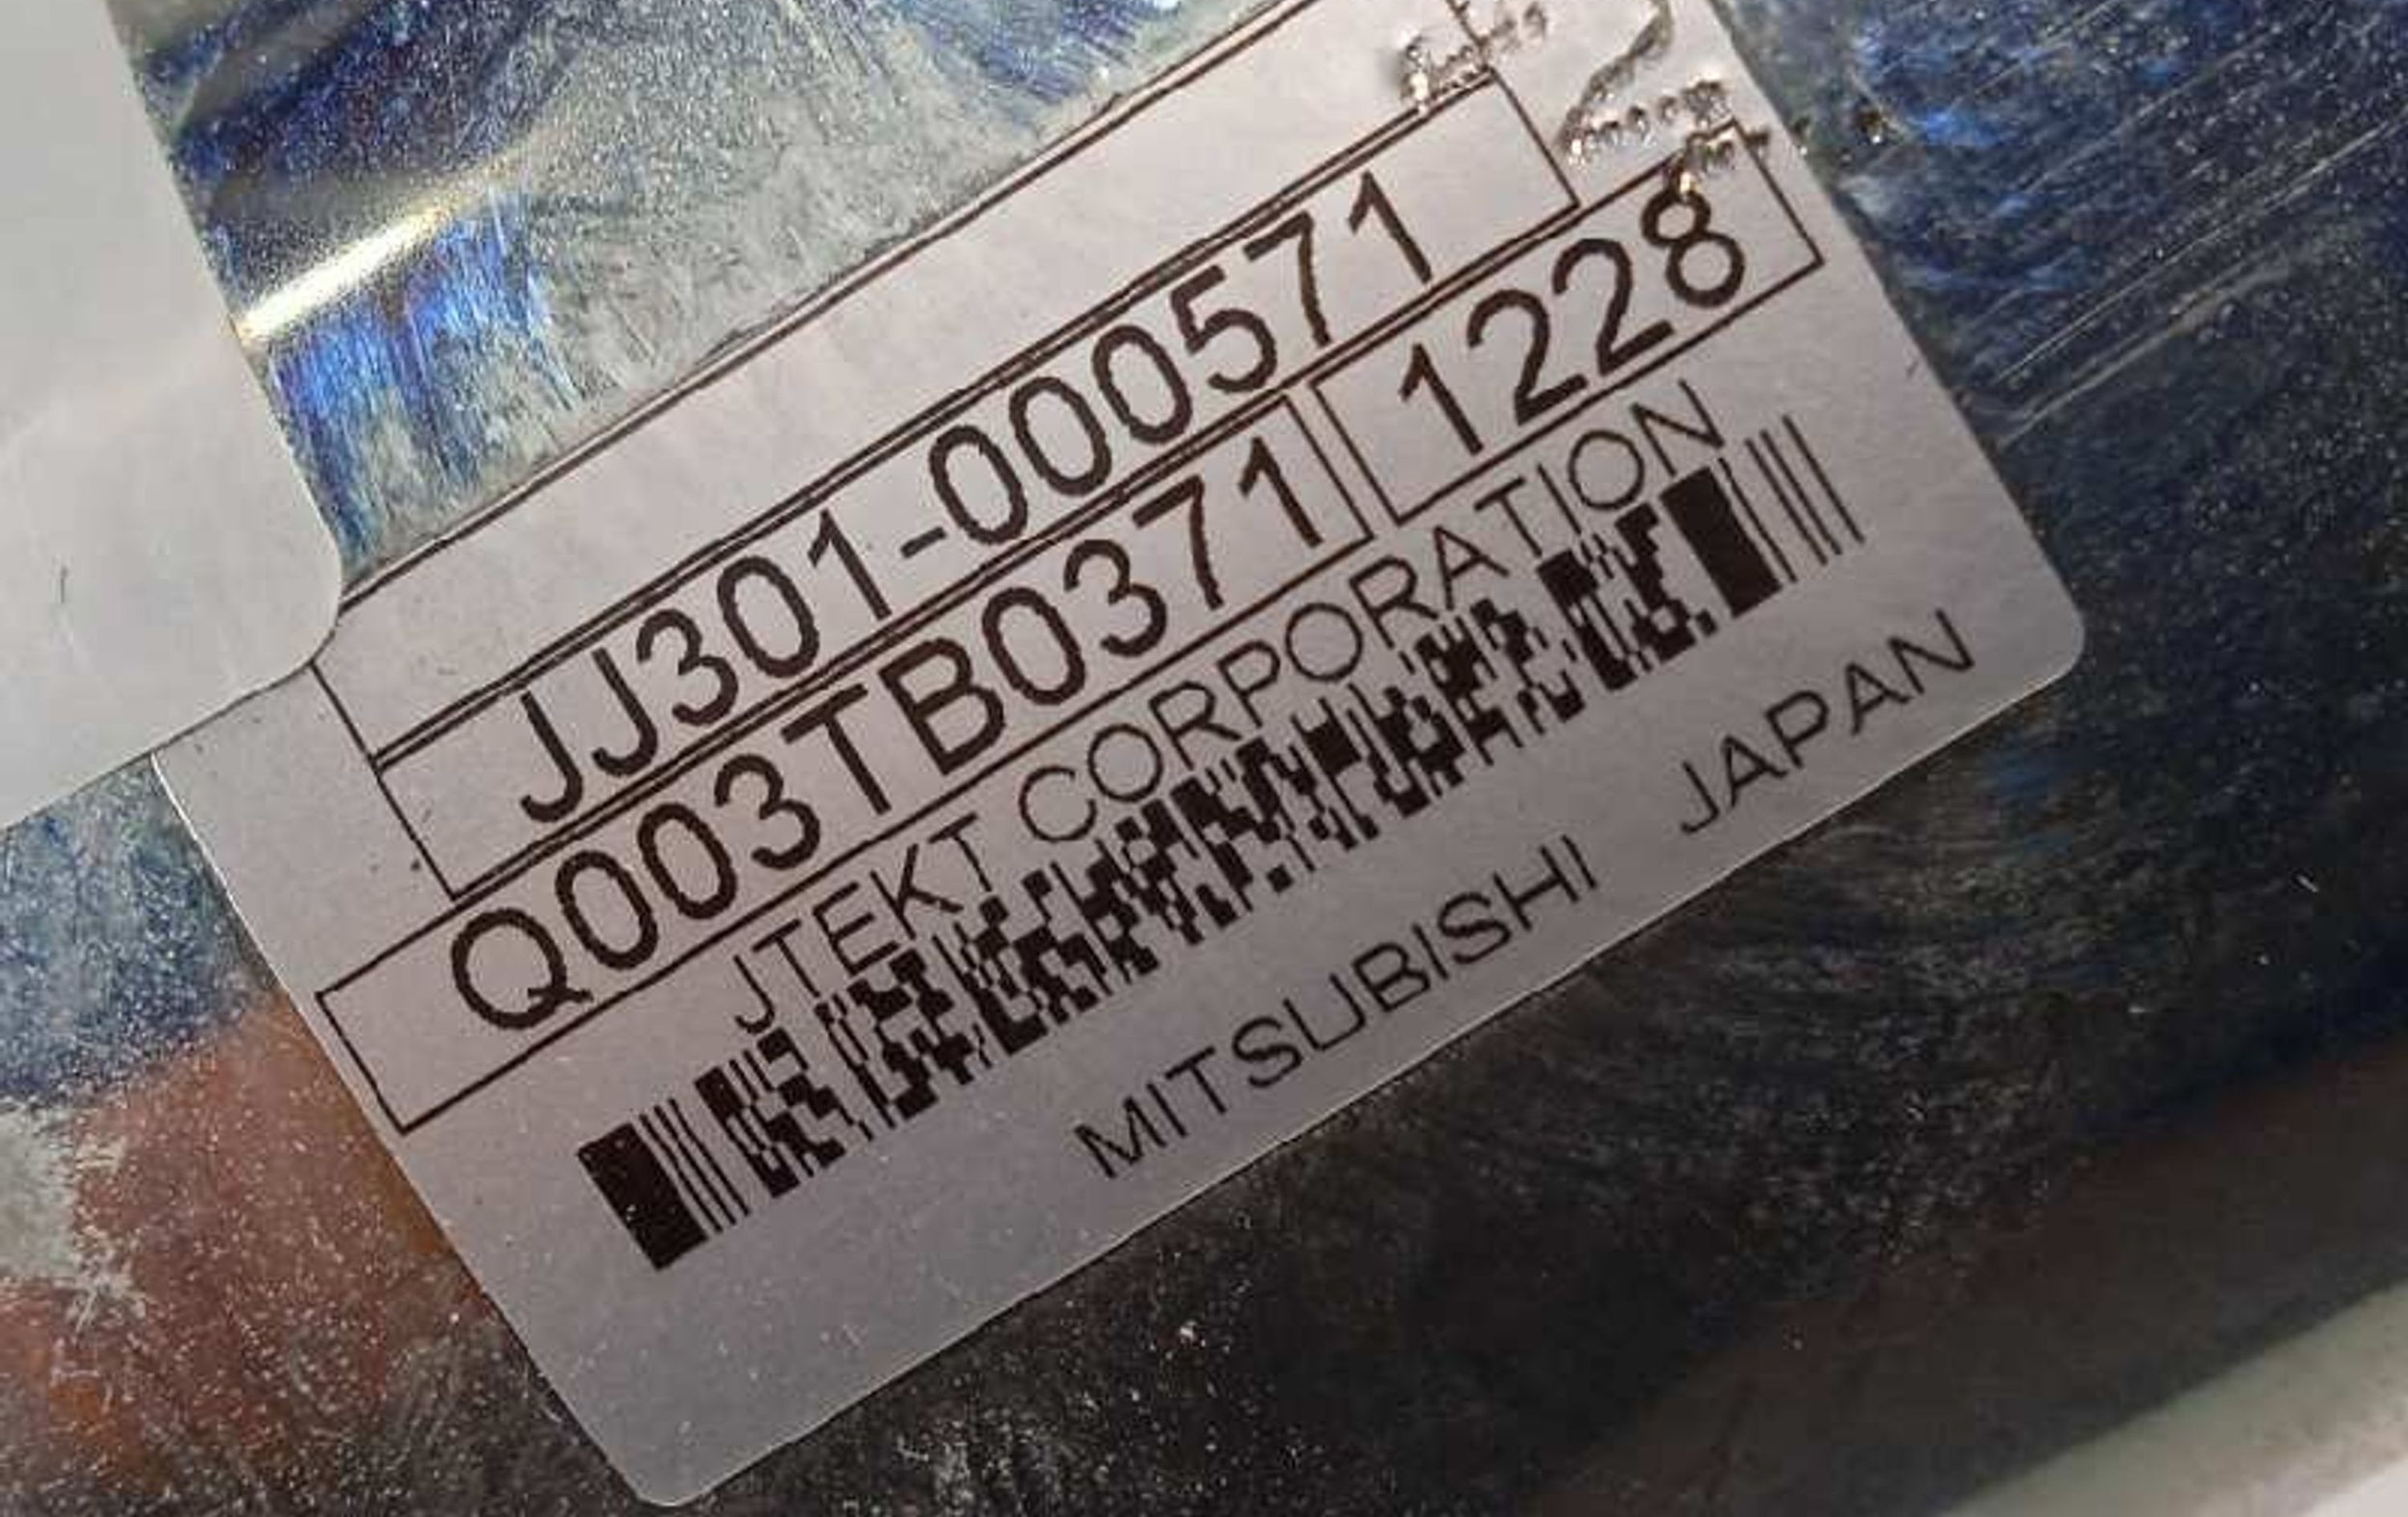 JJ301-000571
Q003TB0371 1228
JTEKT CORPORATION
MITSUBISHI JAPAN